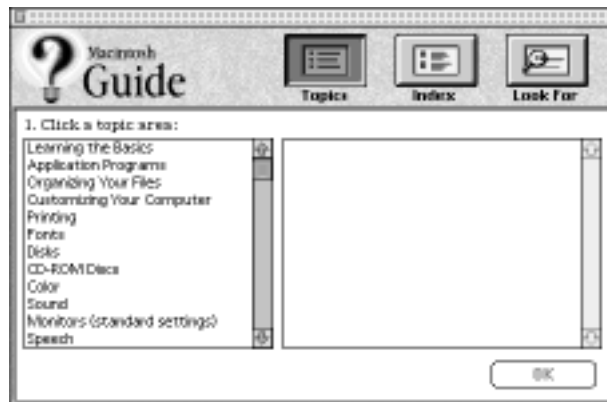 Macintosh
Guide
Topics
Index
Look For
1. Click a topic area:
Learning the Basics
Application Programs
Organizing Your Files
Customizing Your Computer
Printing
Fonts
Disks
CD-ROM Discs
Color
Sound
Monitors (standard settings)
Speech
OK